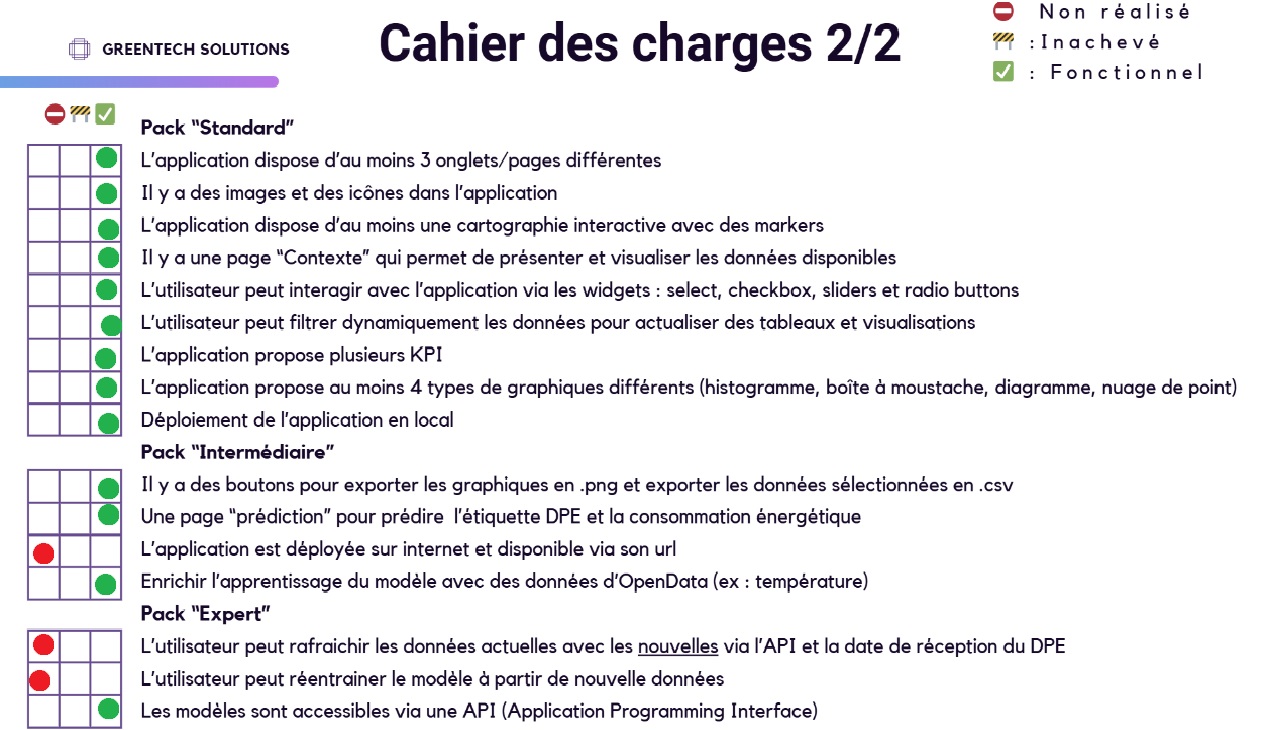 GREENTECH SOLUTIONS
Cahier des charges 2/2
Non réalisé
: Inachevé
: Fonctionnel
Pack “Standard”
L’application dispose d’au moins 3 onglets/pages différentes
Il y a des images et des icônes dans l’application
L’application dispose d’au moins une cartographie interactive avec des markers
Il y a une page “Contexte” qui permet de présenter et visualiser les données disponibles
L’utilisateur peut interagir avec l’application via les widgets : select, checkbox, sliders et radio buttons
L’utilisateur peut filtrer dynamiquement les données pour actualiser des tableaux et visualisations
L’application propose plusieurs KPI
L’application propose au moins 4 types de graphiques différents (histogramme, boîte à moustache, diagramme, nuage de point)
Déploiement de l’application en local
Pack “Intermédiaire”
Il y a des boutons pour exporter les graphiques en .png et exporter les données sélectionnées en .csv
Une page “prédiction” pour prédire l’étiquette DPE et la consommation énergétique
L’application est déployée sur internet et disponible via son url
Enrichir l’apprentissage du modèle avec des données d’OpenData (ex : température)
Pack “Expert”
L’utilisateur peut rafraichir les données actuelles avec les nouvelles via l’API et la date de réception du DPE
L’utilisateur peut réentrainer le modèle à partir de nouvelle données
Les modèles sont accessibles via une API (Application Programming Interface)